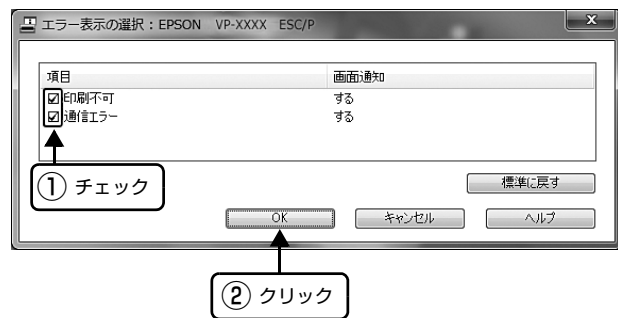 エラー表示の選択：EPSON VP-XXXX ESC/P
項目 画面通知
印刷不可 する
通信エラー する
① チェック
標準に戻す
OK キャンセル ヘルプ
② クリック